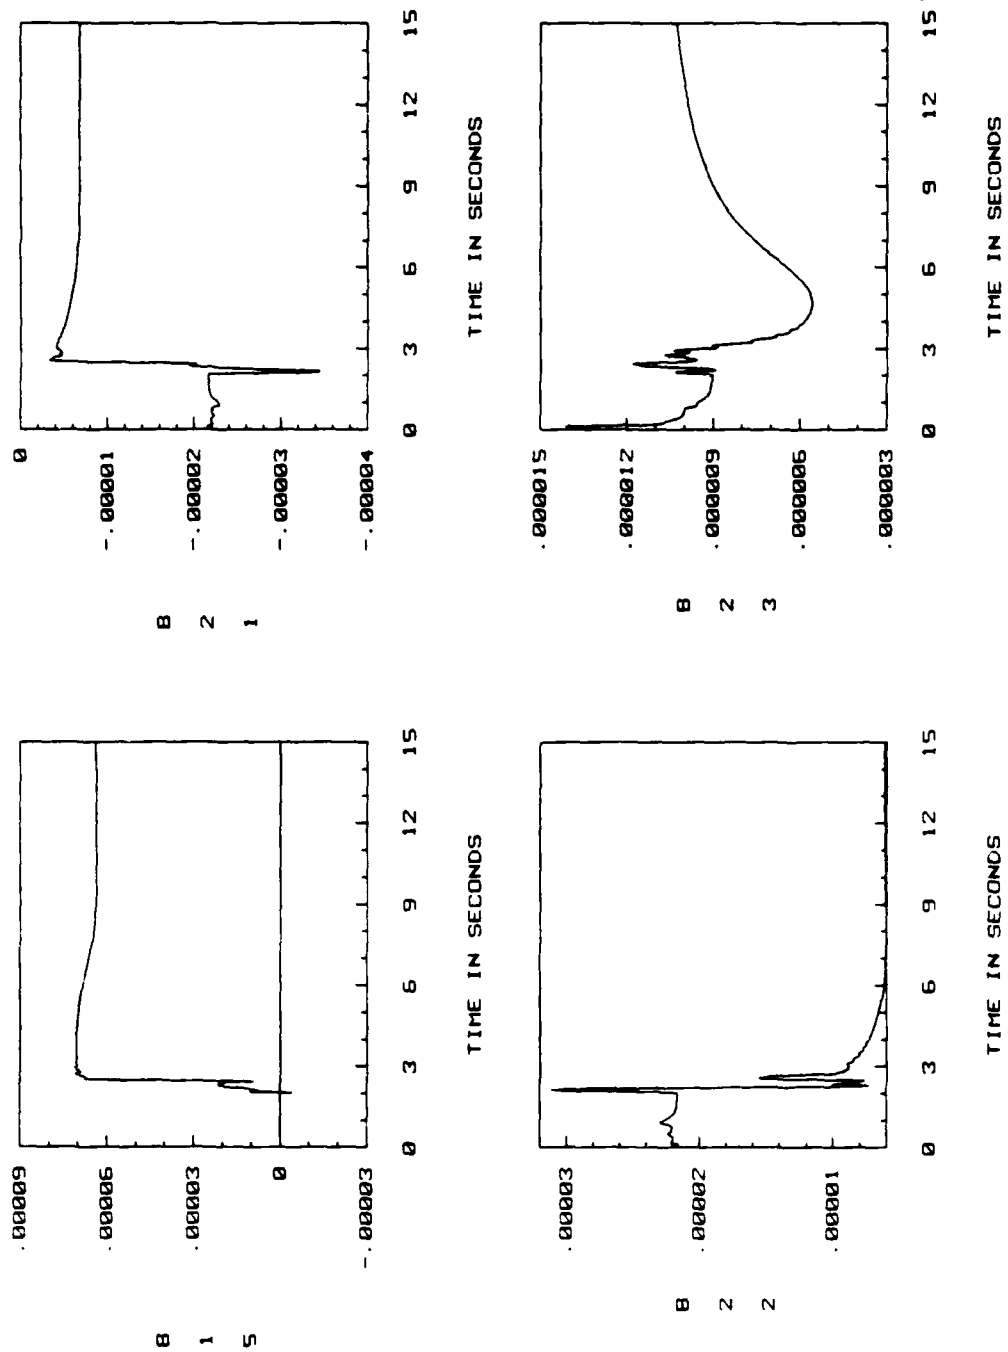 B 1 5
.00009
.00006
.00003
0
-.00003
0 3 6 9 12 15
TIME IN SECONDS
B 2 1
0
-.00001
-.00002
-.00003
-.00004
0 3 6 9 12 15
TIME IN SECONDS
B 2 2
.00003
.00002
.00001
0 3 6 9 12 15
TIME IN SECONDS
B 2 3
.000015
.000012
.000009
.000006
.000003
0 3 6 9 12 15
TIME IN SECONDS